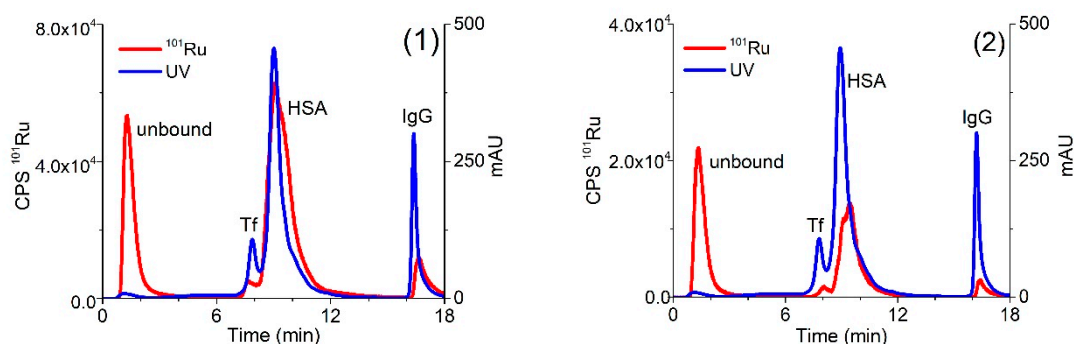 8.0x10⁴
4.0x10⁴
0.0
CPS ¹⁰¹Ru
¹⁰¹Ru
UV
unbound
Tf
HSA
IgG
(1)
500
250
0
mAU
0
6
12
18
Time (min)
4.0x10⁴
2.0x10⁴
0.0
CPS ¹⁰¹Ru
¹⁰¹Ru
UV
unbound
Tf
HSA
IgG
(2)
500
250
0
mAU
0
6
12
18
Time (min)